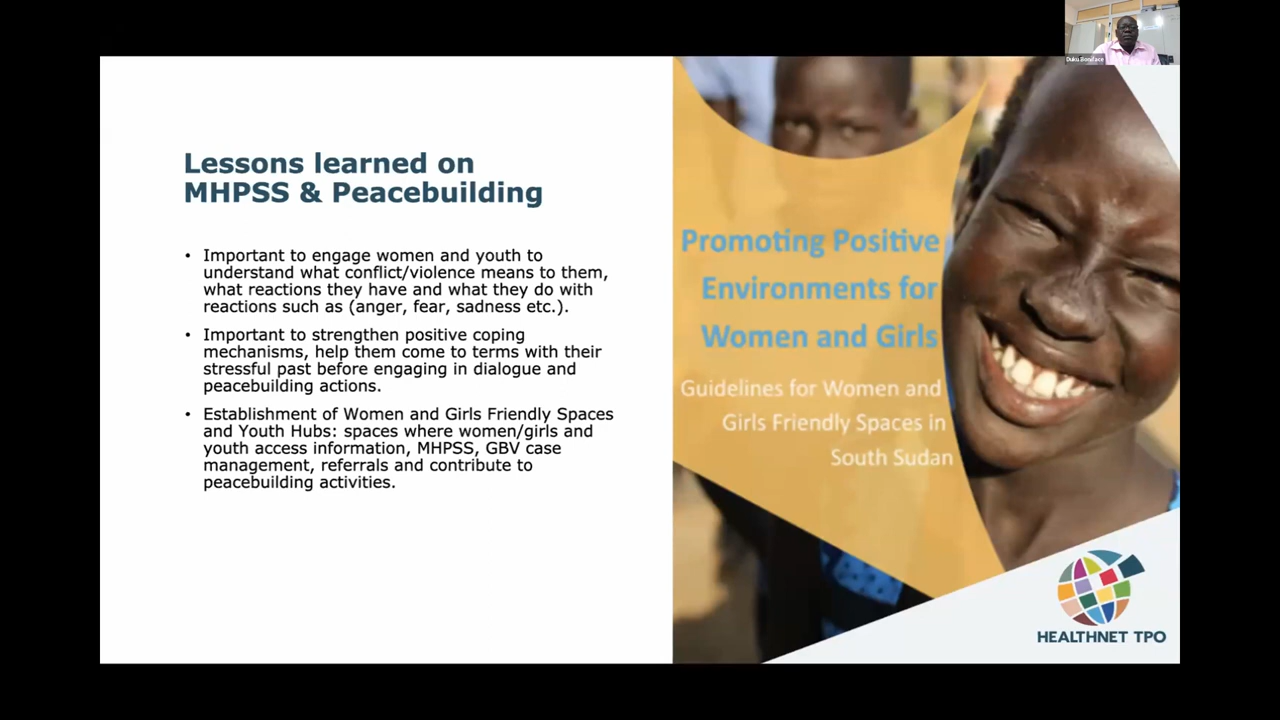 Duku Boniface
Lessons learned on
MHPSS & Peacebuilding
• Important to engage women and youth to
understand what conflict/violence means to them,
what reactions they have and what they do with
reactions such as (anger, fear, sadness etc.).
• Important to strengthen positive coping
mechanisms, help them come to terms with their
stressful past before engaging in dialogue and
peacebuilding actions.
• Establishment of Women and Girls Friendly Spaces
and Youth Hubs: spaces where women/girls and
youth access information, MHPSS, GBV case
management, referrals and contribute to
peacebuilding activities.
Promoting Positive
Environments for
Women and Girls
Guidelines for Women and
Girls Friendly Spaces in
South Sudan
HEALTHNET TPO